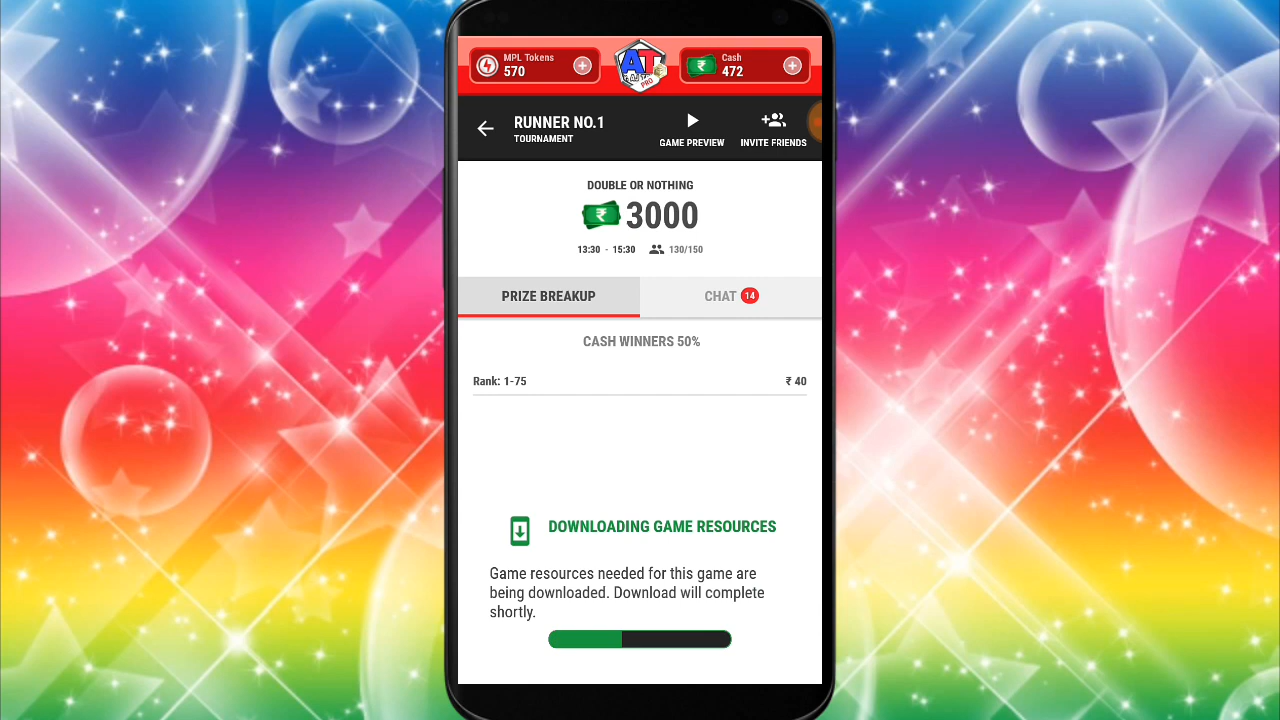 MPL Tokens
570
AT
PRO
Cash
472
RUNNER NO.1
TOURNAMENT
GAME PREVIEW
INVITE FRIENDS
DOUBLE OR NOTHING
₹ 3000
13:30 - 15:30 130/150
PRIZE BREAKUP
CHAT 14
CASH WINNERS 50%
Rank: 1-75 ₹ 40
DOWNLOADING GAME RESOURCES
Game resources needed for this game are
being downloaded. Download will complete
shortly.